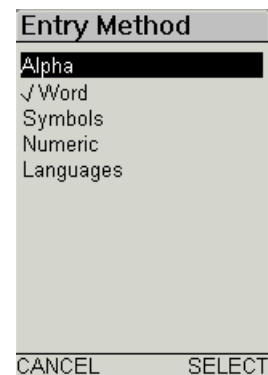 Entry Method
Alpha
√ Word
Symbols
Numeric
Languages
CANCEL SELECT